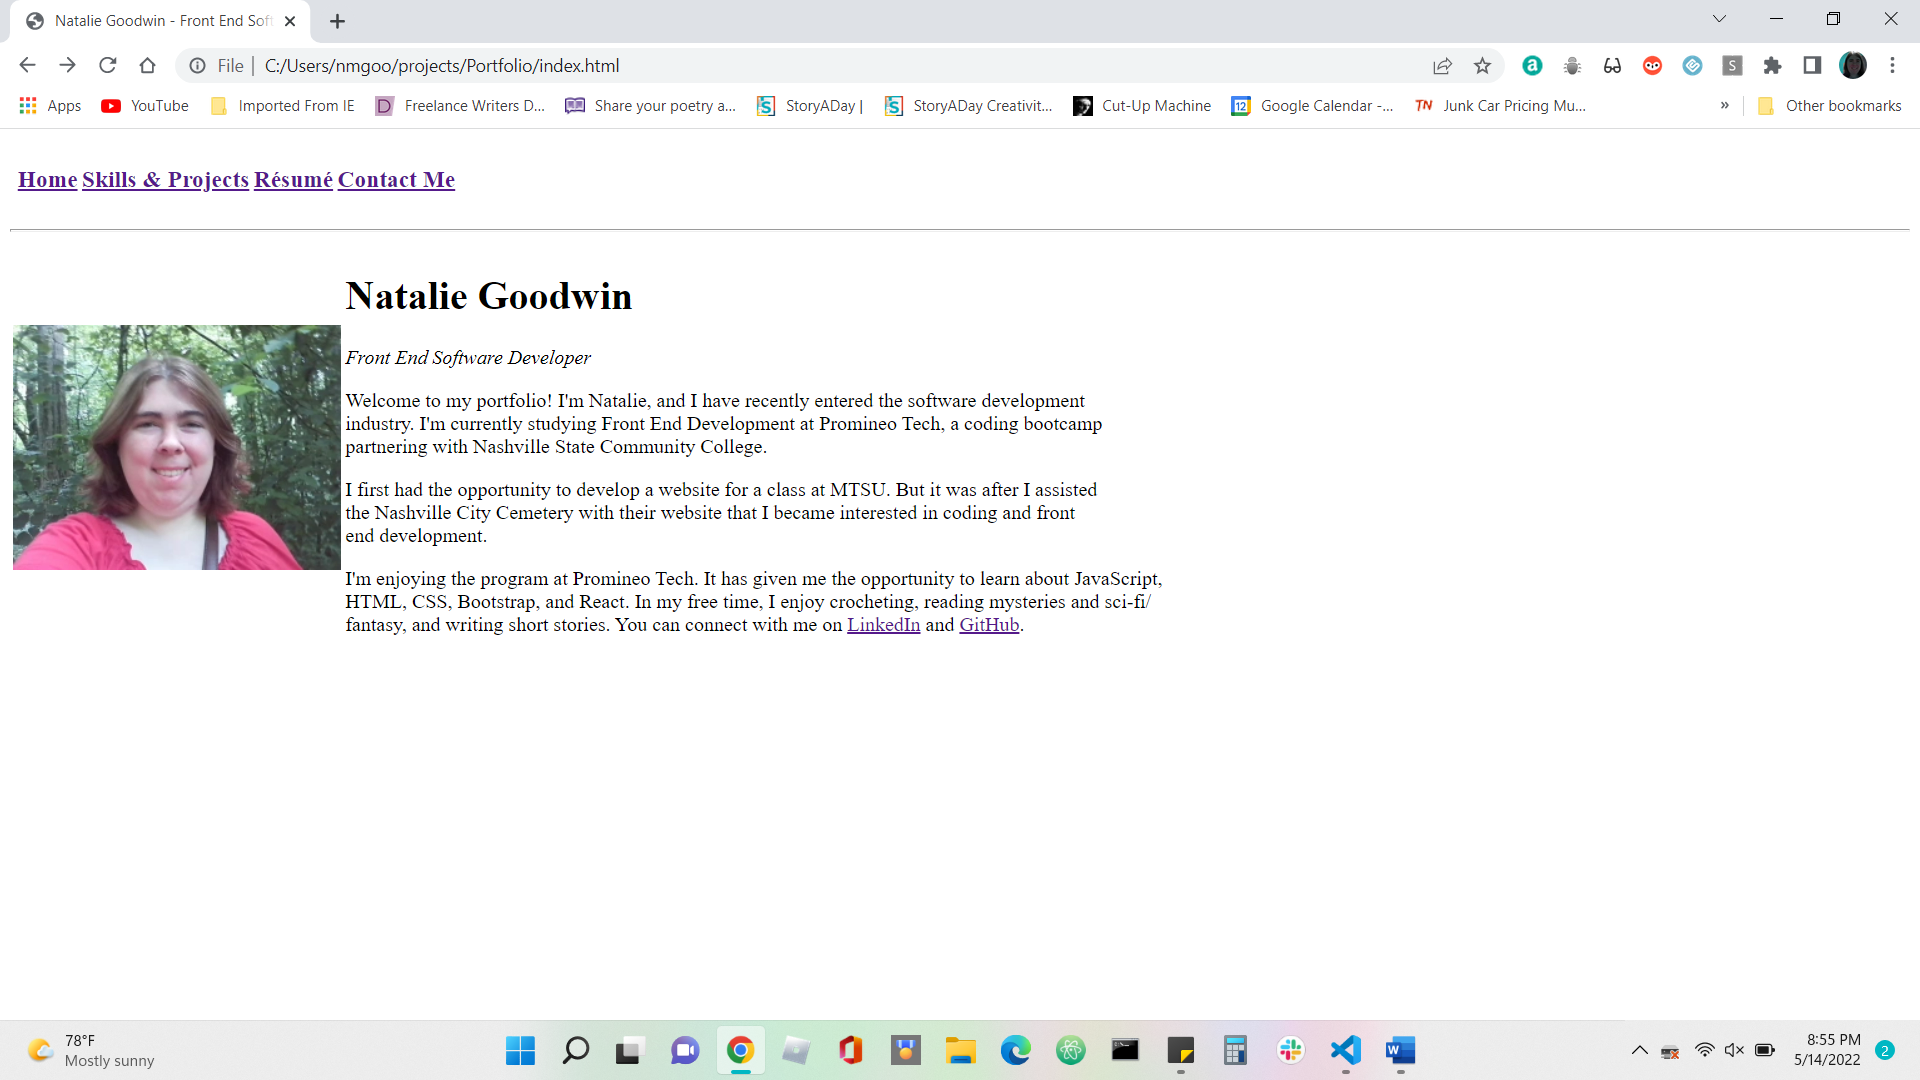 Natalie Goodwin - Front End Soft
File | C:/Users/nmgoo/projects/Portfolio/index.html
Apps YouTube Imported From IE Freelance Writers D... Share your poetry a... StoryADay | StoryADay Creativit... Cut-Up Machine Google Calendar -... Junk Car Pricing Mu... » Other bookmarks
Home Skills & Projects Résumé Contact Me
Natalie Goodwin
Front End Software Developer
Welcome to my portfolio! I'm Natalie, and I have recently entered the software development
industry. I'm currently studying Front End Development at Promineo Tech, a coding bootcamp
partnering with Nashville State Community College.
I first had the opportunity to develop a website for a class at MTSU. But it was after I assisted
the Nashville City Cemetery with their website that I became interested in coding and front
end development.
I'm enjoying the program at Promineo Tech. It has given me the opportunity to learn about JavaScript,
HTML, CSS, Bootstrap, and React. In my free time, I enjoy crocheting, reading mysteries and sci-fi/
fantasy, and writing short stories. You can connect with me on LinkedIn and GitHub.
78°F
Mostly sunny
8:55 PM
5/14/2022
2